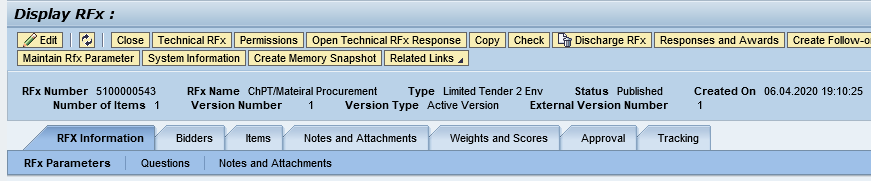 Display RFx :
Edit Close Technical RFx Permissions Open Technical RFx Response Copy Check Discharge RFx Responses and Awards Create Follow-o
Maintain Rfx Parameter System Information Create Memory Snapshot Related Links
RFx Number 5100000543 RFx Name ChPT/Mateiral Procurement Type Limited Tender 2 Env Status Published Created On 06.04.2020 19:10:25
Number of Items 1 Version Number 1 Version Type Active Version External Version Number 1
RFX Information Bidders Items Notes and Attachments Weights and Scores Approval Tracking
RFx Parameters Questions Notes and Attachments